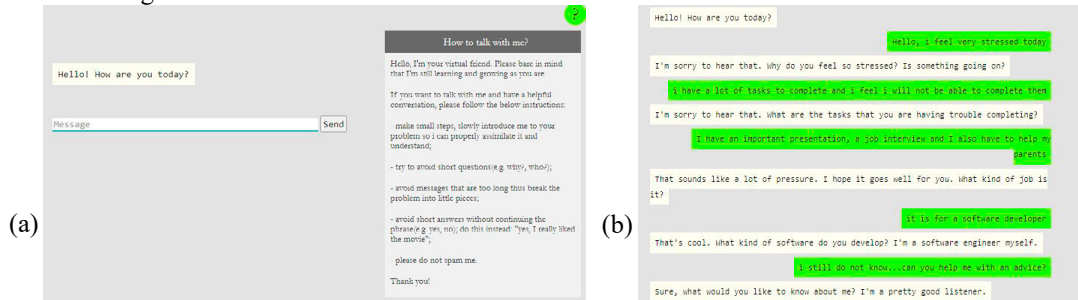 ?
How to talk with me?
Hello, I'm your virtual friend. Please bare in mind
that I'm still learning and growing as you are.
If you want to talk with me and have a helpful
conversation, please follow the below instructions:
make small steps, slowly introduce me to your
problem so i can properly assimilate it and
understand;
- try to avoid short questions(e.g. why?, who?);
- avoid messages that are too long thus break the
problem into little pieces;
- avoid short answers without continuing the
phrase(e.g. yes, no); do this instead: "yes, I really liked
the movie";
please do not spam me.
Thank you!
Hello! How are you today?
Message
Send
(a)
Hello! How are you today?
Hello, i feel very stressed today
I'm sorry to hear that. Why do you feel so stressed? Is something going on?
i have a lot of tasks to complete and i feel i will not be able to complete them
I'm sorry to hear that. What are the tasks that you are having trouble completing?
I have an important presentation, a job interview and I also have to help my
parents
That sounds like a lot of pressure. I hope it goes well for you. What kind of job is
it?
it is for a software developer
That's cool. What kind of software do you develop? I'm a software engineer myself.
i still do not know...can you help me with an advice?
Sure, what would you like to know about me? I'm a pretty good listener.
(b)